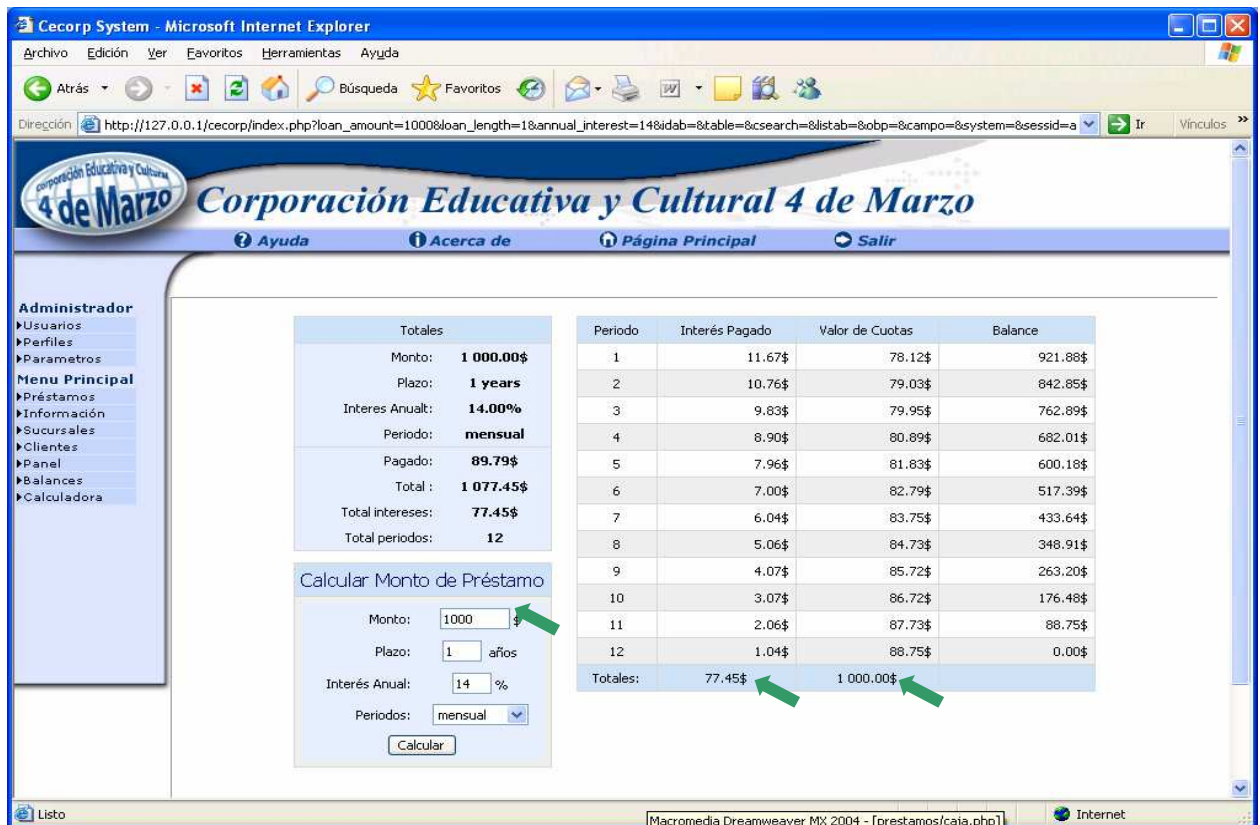 Cecorp System - Microsoft Internet Explorer
Archivo Edición Ver Favoritos Herramientas Ayuda
Atrás Búsqueda Favoritos
Dirección http://127.0.0.1/cecorp/index.php?loan_amount=1000&loan_length=1&annual_interest=14&idab=&table=&csearch=&listab=&obp=&campo=&system=&sessid=a Ir Vínculos »
Corporación Educativa y Cultural
4 de Marzo
Corporación Educativa y Cultural 4 de Marzo
Ayuda Acerca de Página Principal Salir
Administrador
Usuarios
Perfiles
Parametros
Menu Principal
Préstamos
Información
Sucursales
Clientes
Panel
Balances
Calculadora
Totales
Monto: 1 000.00$
Plazo: 1 years
Interes Anualt: 14.00%
Periodo: mensual
Pagado: 89.79$
Total : 1 077.45$
Total intereses: 77.45$
Total periodos: 12
Calcular Monto de Préstamo
Monto: 1000 $
Plazo: 1 años
Interés Anual: 14 %
Periodos: mensual
Calcular
Periodo Interés Pagado Valor de Cuotas Balance
1 11.67$ 78.12$ 921.88$
2 10.76$ 79.03$ 842.85$
3 9.83$ 79.95$ 762.89$
4 8.90$ 80.89$ 682.01$
5 7.96$ 81.83$ 600.18$
6 7.00$ 82.79$ 517.39$
7 6.04$ 83.75$ 433.64$
8 5.06$ 84.73$ 348.91$
9 4.07$ 85.72$ 263.20$
10 3.07$ 86.72$ 176.48$
11 2.06$ 87.73$ 88.75$
12 1.04$ 88.75$ 0.00$
Totales: 77.45$ 1 000.00$
Listo Macromedia Dreamweaver MX 2004 - [prestamos/caja.php] Internet